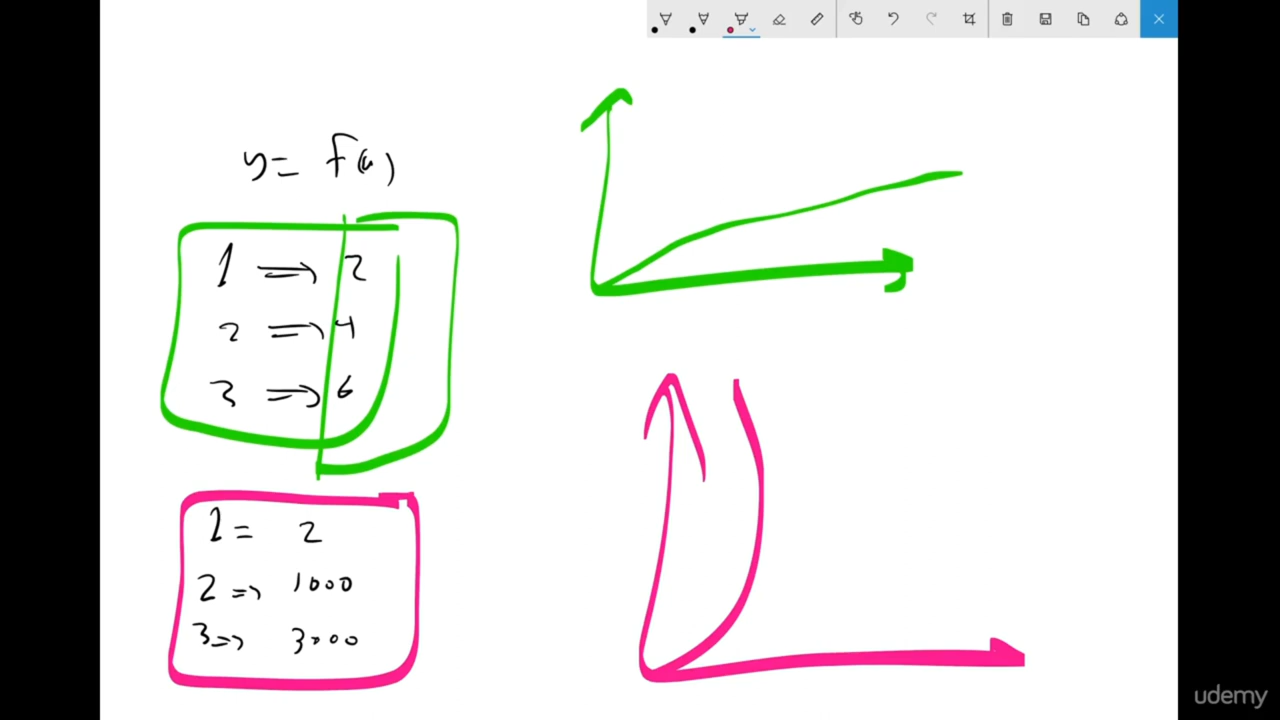 y = f(x)
1 => 2
2 => 4
3 => 6
1 = 2
2 => 1000
3 => 3000
udemy